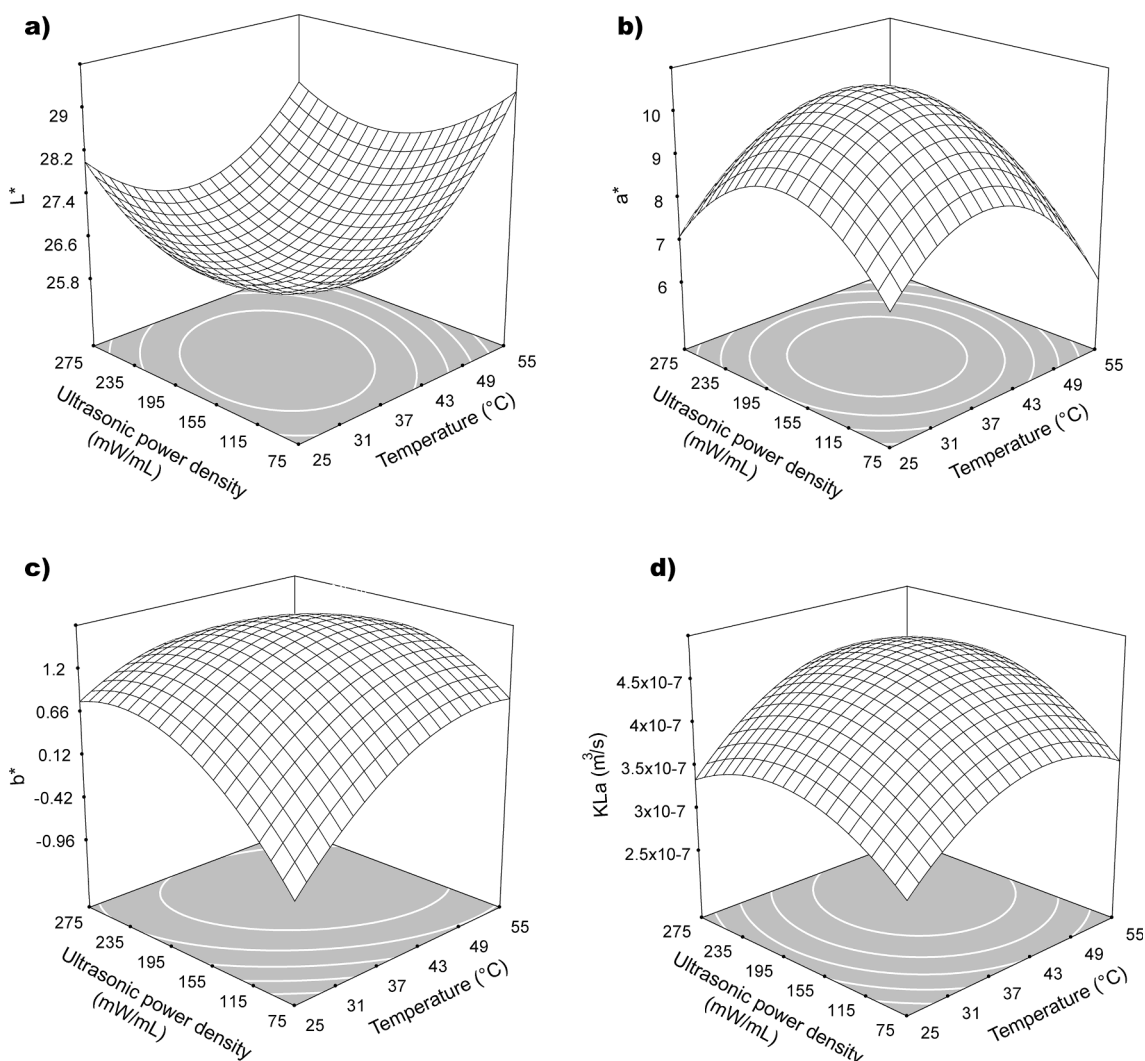 a)
29
28.2
27.4
26.6
25.8
L*
275
235
195
155
115
75
Ultrasonic power density
(mW/mL)
25
31
37
43
49
55
Temperature (°C)
b)
10
9
8
7
6
a*
275
235
195
155
115
75
Ultrasonic power density
(mW/mL)
25
31
37
43
49
55
Temperature (°C)
c)
1.2
0.66
0.12
-0.42
-0.96
b*
275
235
195
155
115
75
Ultrasonic power density
(mW/mL)
25
31
37
43
49
55
Temperature (°C)
d)
4.5x10-7
4x10-7
3.5x10-7
3x10-7
2.5x10-7
KLa (m³/s)
275
235
195
155
115
75
Ultrasonic power density
(mW/mL)
25
31
37
43
49
55
Temperature (°C)